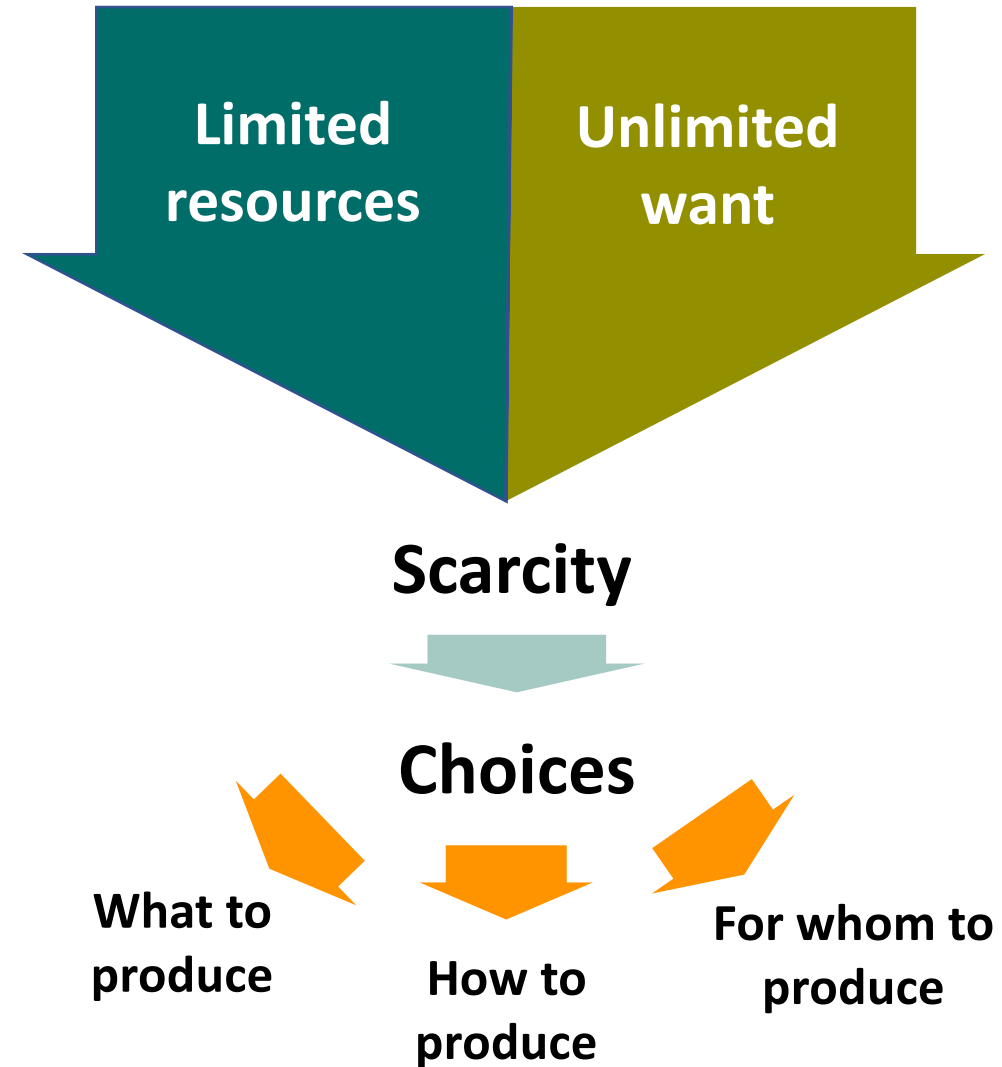 Limited
resources
Unlimited
want
Scarcity
Choices
What to
produce
How to
produce
For whom to
produce